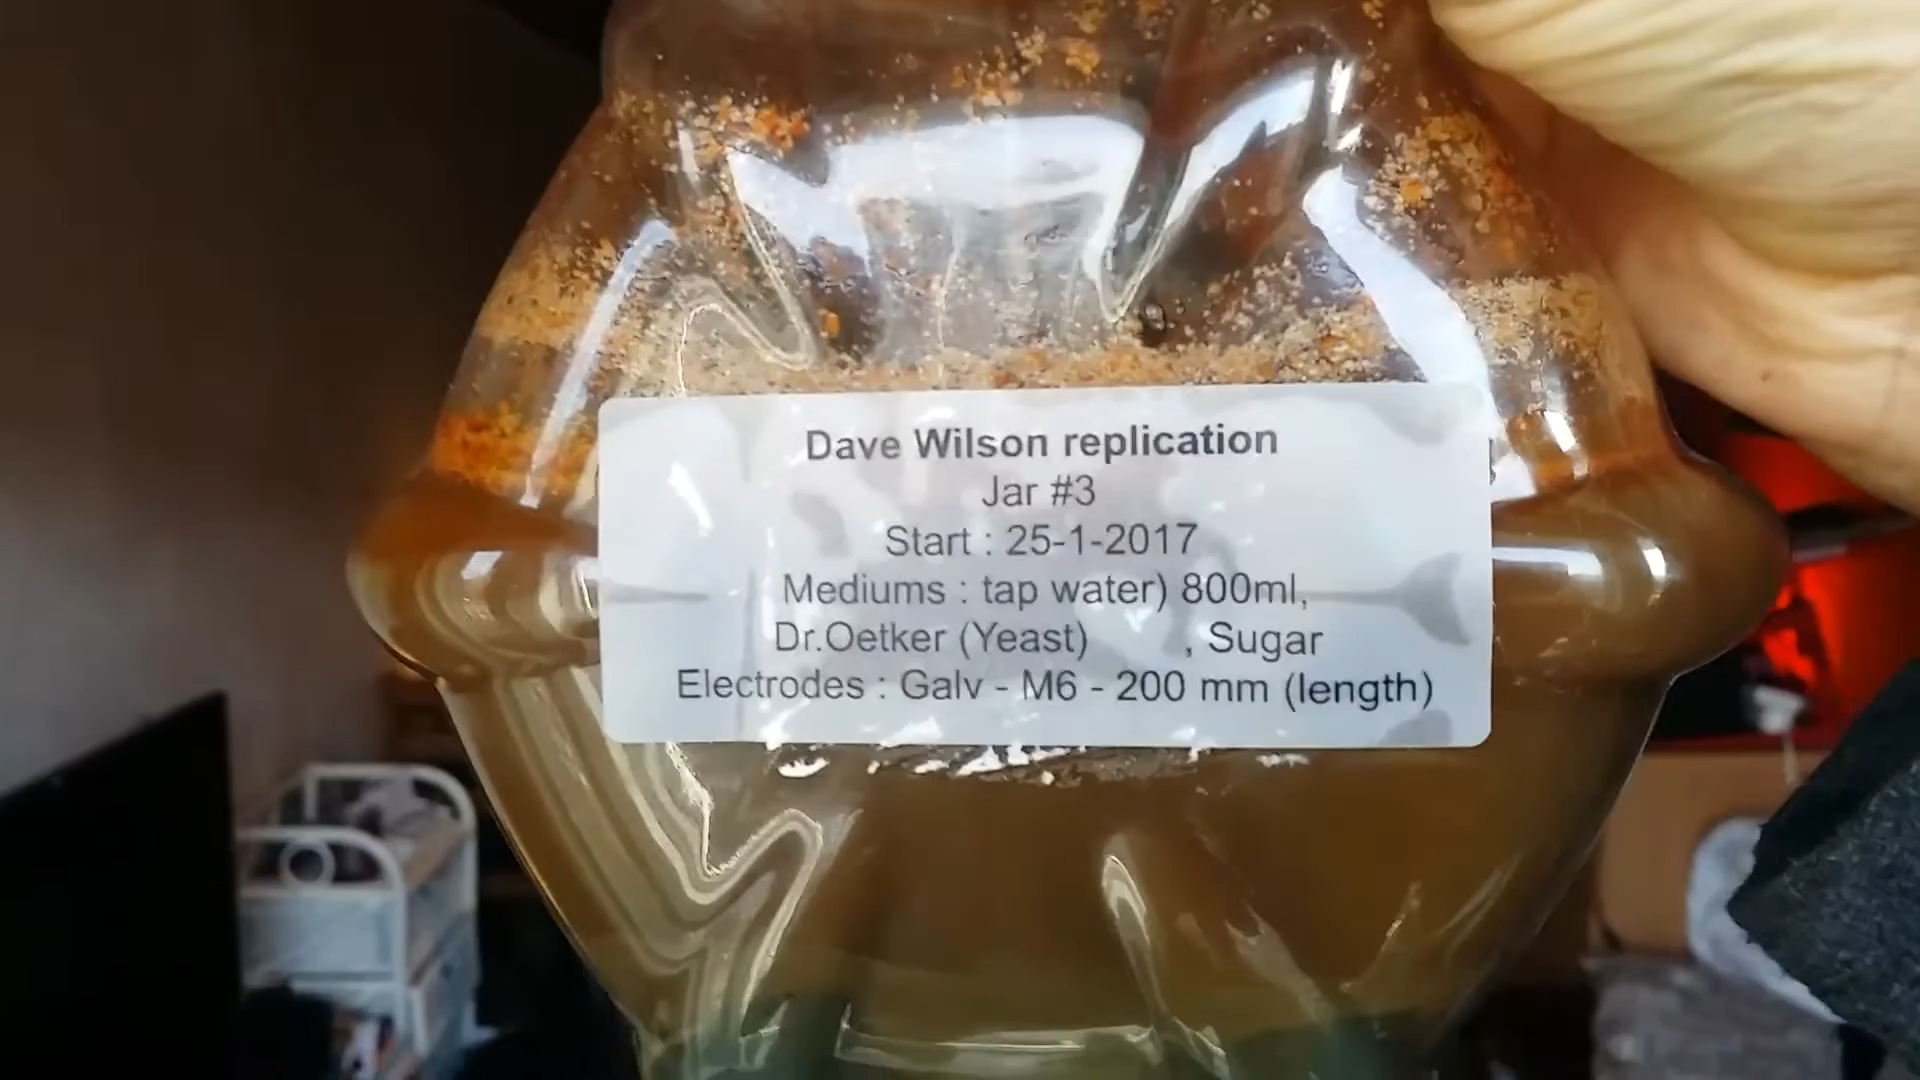 Dave Wilson replication
Jar #3
Start : 25-1-2017
Mediums : tap water) 800ml,
Dr.Oetker (Yeast) , Sugar
Electrodes : Galv - M6 - 200 mm (length)